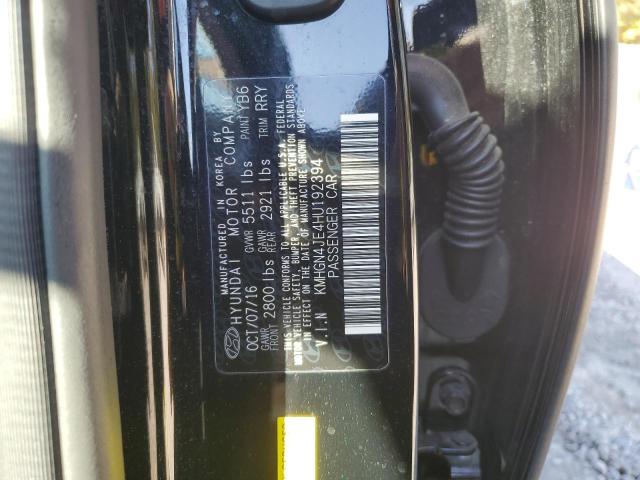 MANUFACTURED IN KOREA BY
HYUNDAI MOTOR COMPANY
OCT/07/16 GVWR 5511 lbs PAINT YB6
GAWR FRONT 2800 lbs GAWR REAR 2921 lbs TRIM RRY
THIS VEHICLE CONFORMS TO ALL APPLICABLE U.S.A. FEDERAL
MOTOR VEHICLE SAFETY, BUMPER, AND THEFT PREVENTION STANDARDS
IN EFFECT ON THE DATE OF MANUFACTURE SHOWN ABOVE.
V.I.N KMHGN4JE4HU192394
PASSENGER CAR